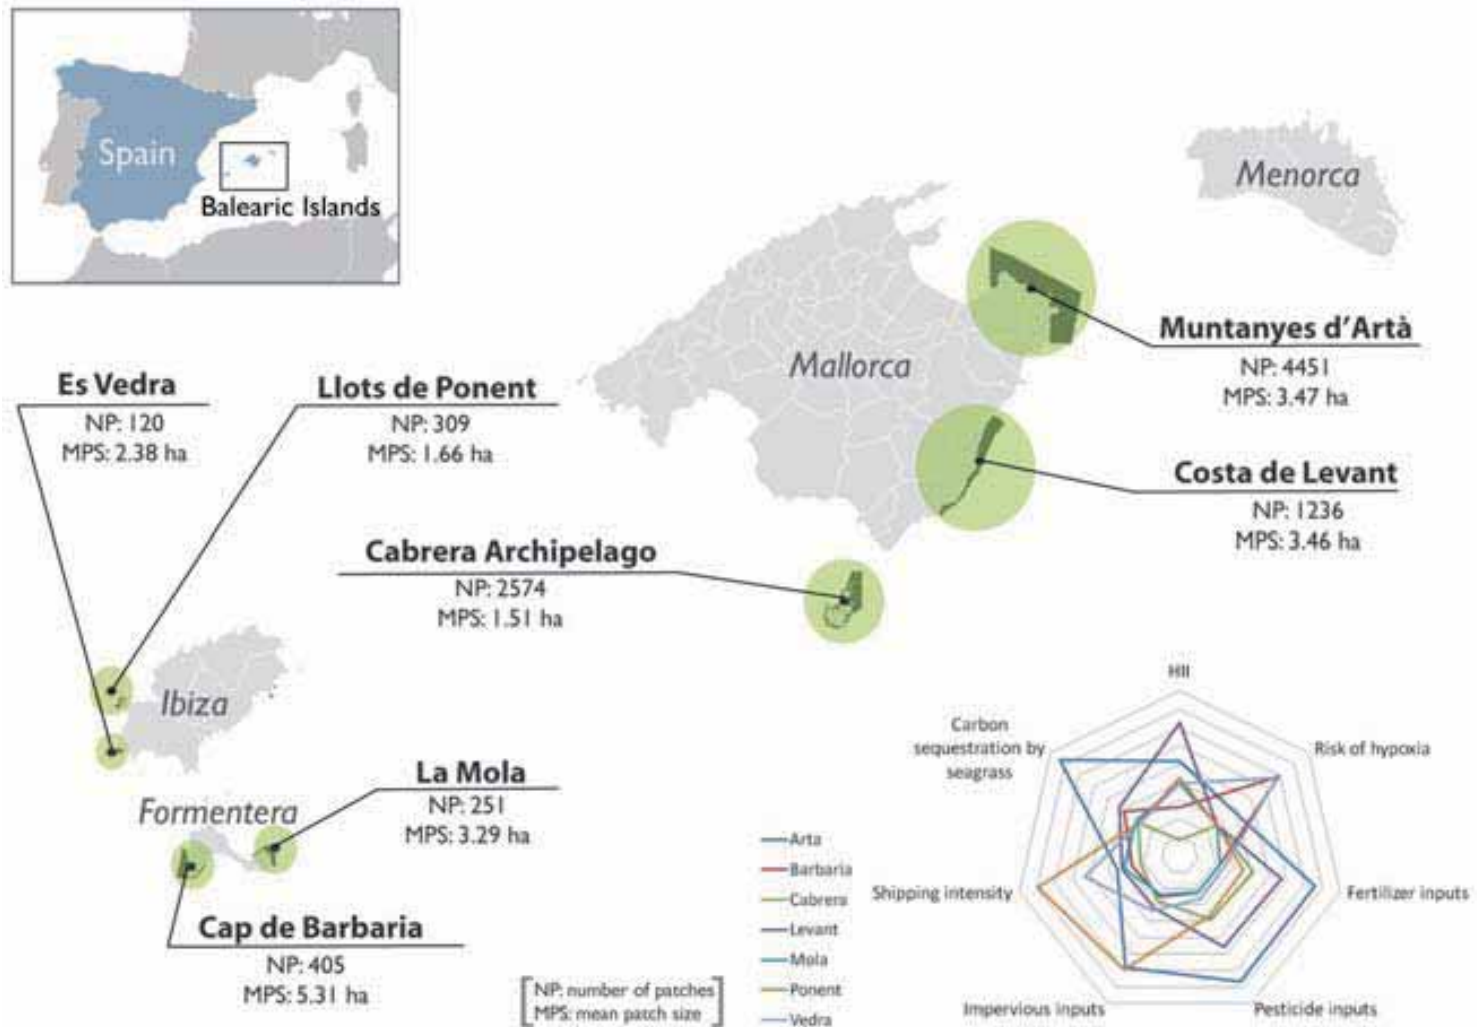 Spain
Balearic Islands
Menorca
Mallorca
Muntanyes d'Artà
NP: 4451
MPS: 3.47 ha
Es Vedra
NP: 120
MPS: 2.38 ha
Llots de Ponent
NP: 309
MPS: 1.66 ha
Costa de Levant
NP: 1236
MPS: 3.46 ha
Cabrera Archipelago
NP: 2574
MPS: 1.51 ha
Ibiza
Formentera
La Mola
NP: 251
MPS: 3.29 ha
Cap de Barbaria
NP: 405
MPS: 5.31 ha
NP: number of patches
MPS: mean patch size
HII
Carbon
sequestration by
seagrass
Risk of hypoxia
Shipping intensity
Fertilizer inputs
Impervious inputs
Pesticide inputs
Arta
Barbaria
Cabrera
Levant
Mola
Ponent
Vedra